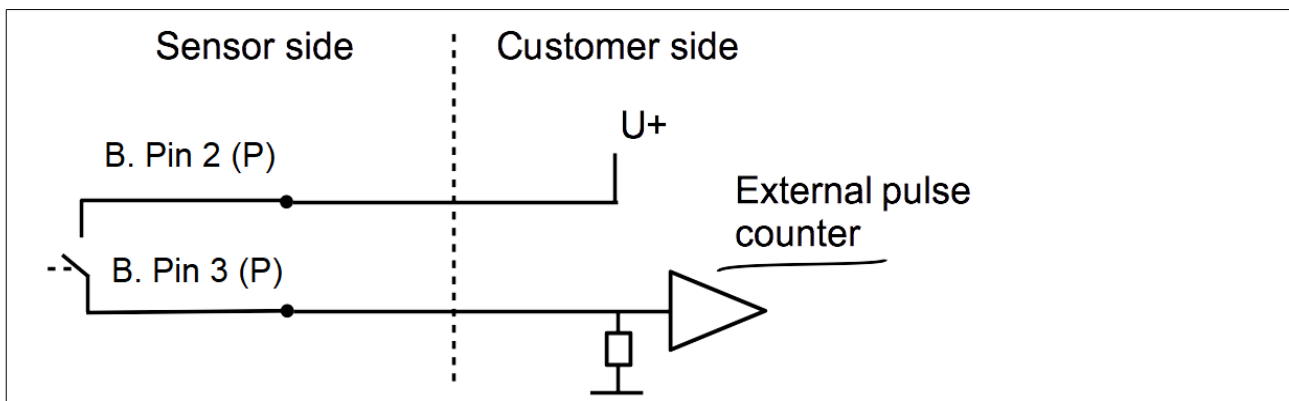 Sensor side
Customer side
U+
B. Pin 2 (P)
External pulse
counter
B. Pin 3 (P)